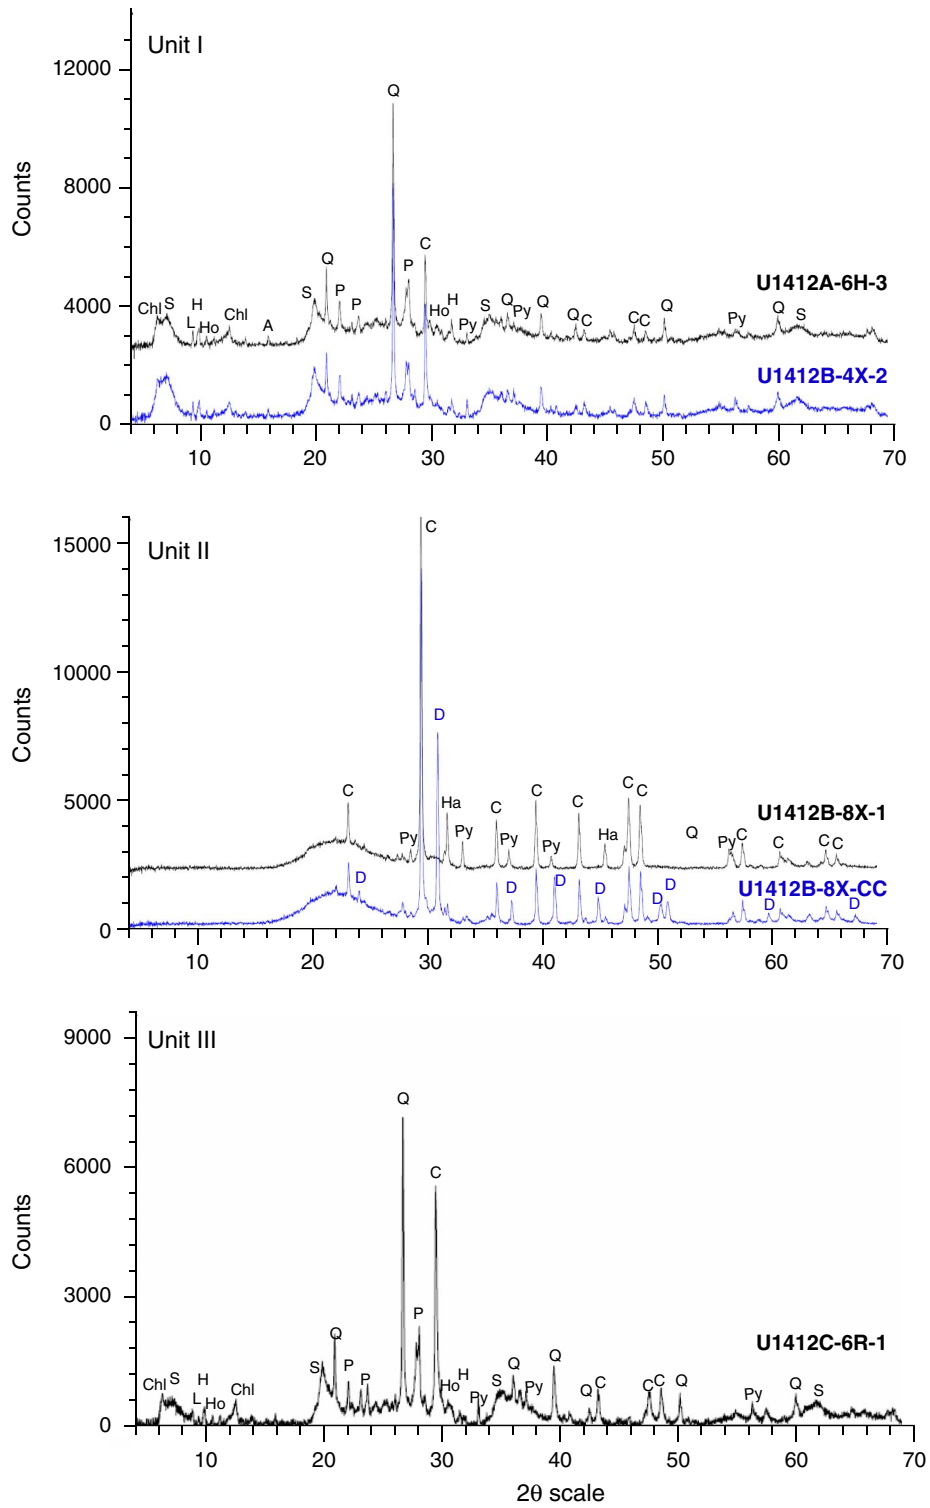 Unit I
12000
Q
Counts
8000
Q
C
P
S
P
P
4000
Chl
S
H
L
Ho
Chl
A
Ho
H
Py
S
Q
Py
Q
Q
C
C
C
Q
Py
Q
S
U1412A-6H-3
U1412B-4X-2
0
10 20 30 40 50 60 70
Unit II
15000
C
Counts
10000
D
5000
C
Py
Ha
Py
C
Py
C
Py
C
Ha
C
C
Q
Py
C
C
C
C
U1412B-8X-1
U1412B-8X-CC
D
D
D
D
D
D
D
D
0
10 20 30 40 50 60 70
Unit III
9000
Q
6000
C
Counts
3000
P
Q
S
P
P
Chl
S
H
L
Ho
Chl
Ho
H
Py
S
Q
Py
Q
Q
C
C
C
Q
Py
Q
S
U1412C-6R-1
0
10 20 30 40 50 60 70
2θ scale